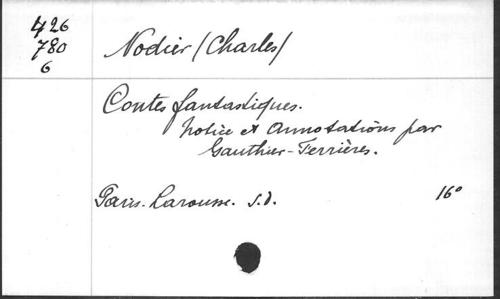 426
780
6
Nodier (Charles)
Contes fantastiques.
Notice et Annotations par
Gauthier-Ferrières.
Paris. Larousse. s.d. 16°